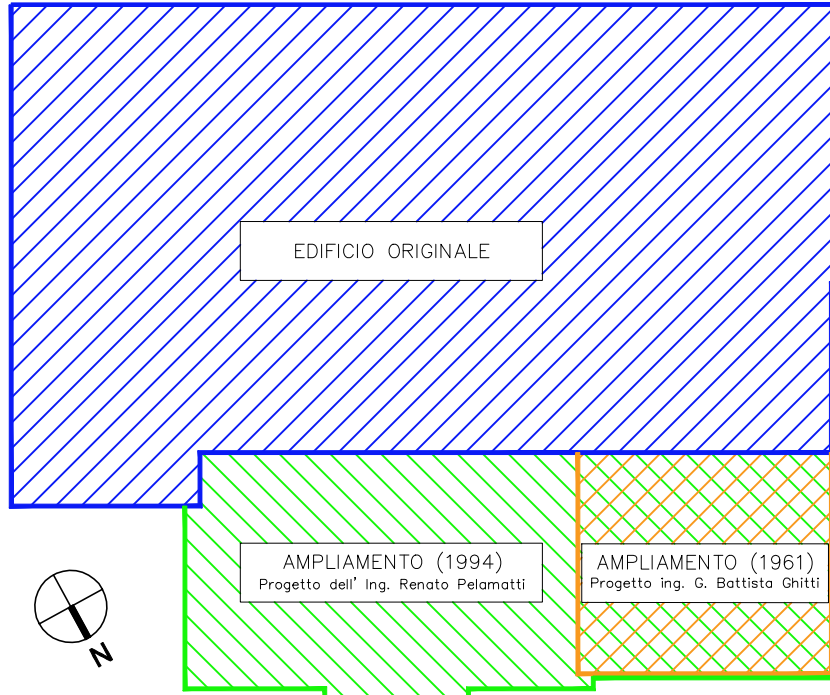 EDIFICIO ORIGINALE
AMPLIAMENTO (1994)
Progetto dell' Ing. Renato Pelamatti
AMPLIAMENTO (1961)
Progetto ing. G. Battista Ghitti
N